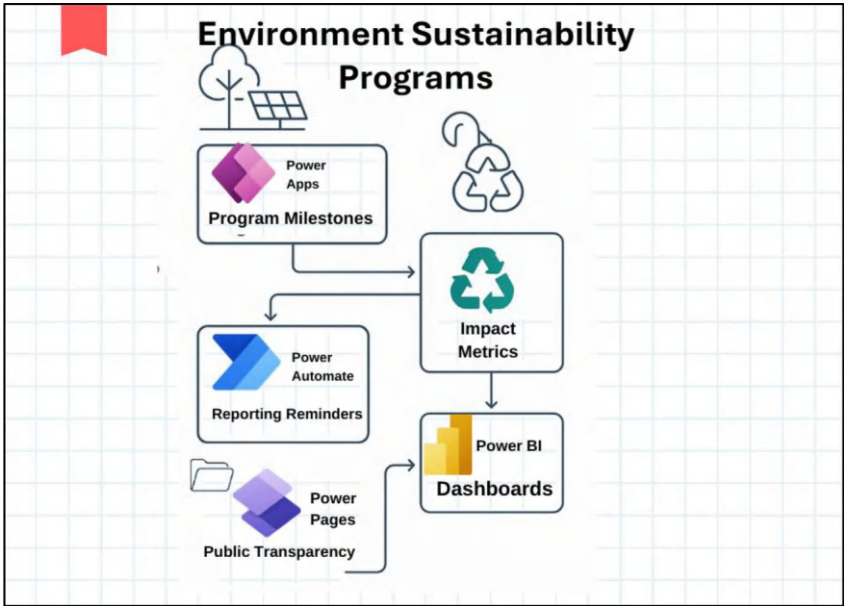 Environment Sustainability
Programs
Power
Apps
Program Milestones
Impact
Metrics
Power
Automate
Reporting Reminders
Power BI
Dashboards
Power
Pages
Public Transparency